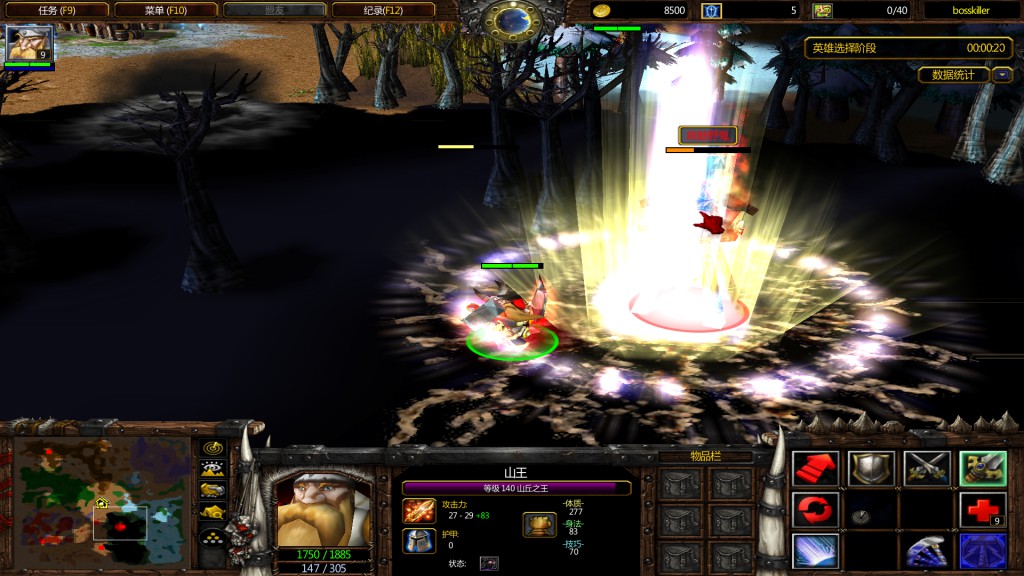 任务 (F9)
菜单 (F10)
盟友
纪录(F12)
8500
5
0/40
bosskiller
9
英雄选择阶段
00:00:20
数据统计
山王
物品栏
等级 140 山丘之王
攻击力:
27 - 29 +83
护甲:
0
状态:
-体质-
277
-身法-
83
-技巧-
70
1750 / 1885
147 / 305
9